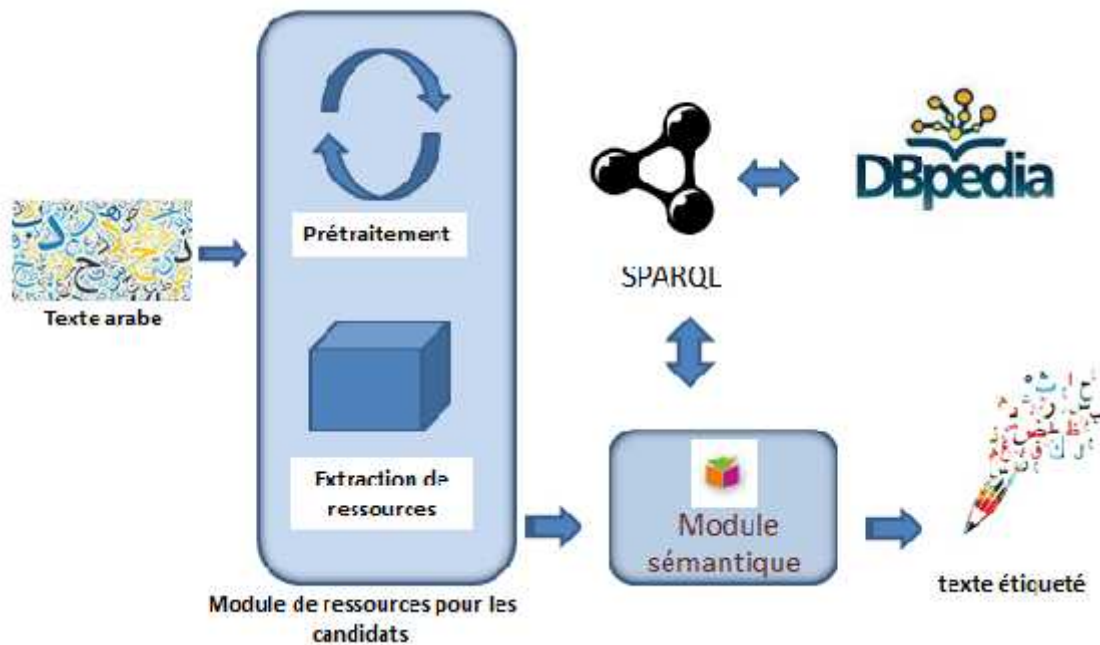 Prétraitement
Texte arabe
Extraction de
ressources
Module de ressources pour les
candidats
SPARQL
DBpedia
Module
sémantique
texte étiqueté